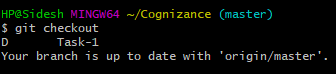 HP@Sidesh MINGW64 ~/Cognizance (master)
$ git checkout
D       Task-1
Your branch is up to date with 'origin/master'.